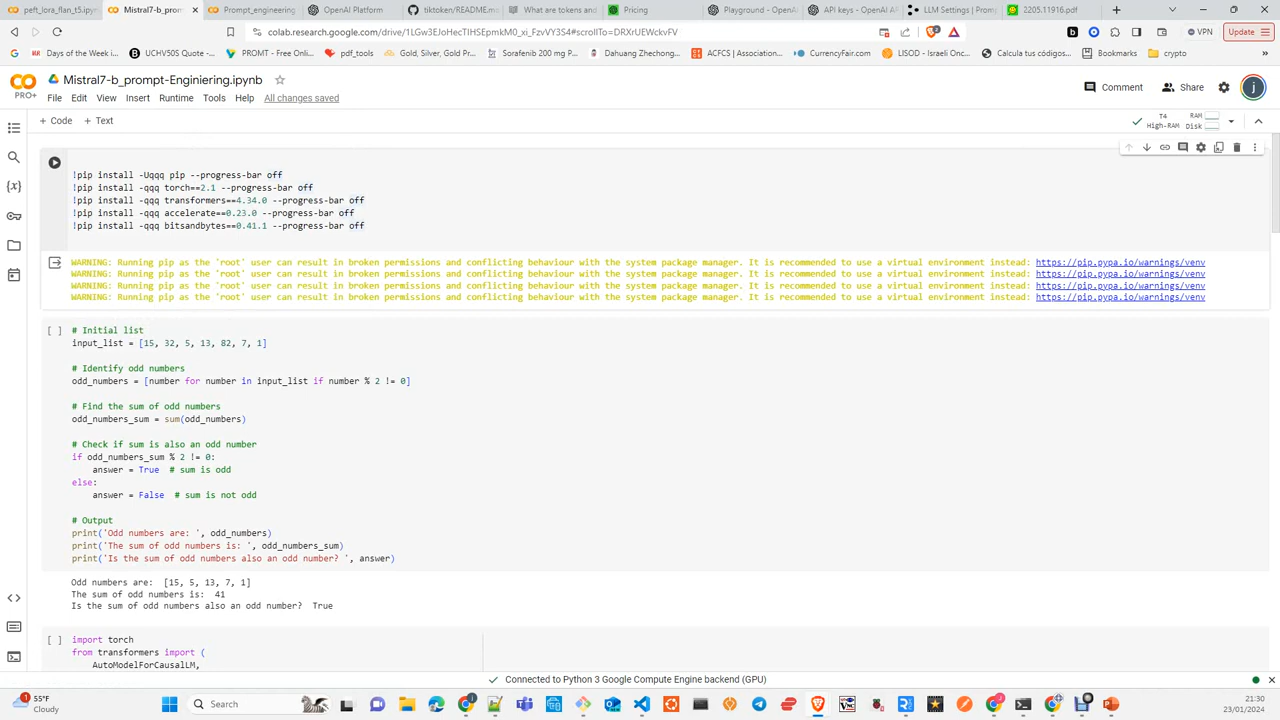 peft_lora_flan_t5.ipynb
Mistral7-b_prompt-
Prompt_engineering
OpenAI Platform
tiktoken/README.m
What are tokens and
Pricing
Playground - OpenAI
API keys - OpenAI AP
LLM Settings | Prom
2205.11916.pdf
colab.research.google.com/drive/1LGw3EJoHecTIHSEpmkM0_xi_FzvVY3S4#scrollTo=DRXrUEWckvFV
VPN
Update
Days of the Week i...
UCHV50S Quote - ...
PROMT - Free Onli...
pdf_tools
Gold, Silver, Gold Pr...
Sorafenib 200 mg P...
Dahuang Zhechong...
ACFCS | Association...
CurrencyFair.com
LISOD - Israeli Onc...
Calcula tus códigos...
Bookmarks
crypto
Mistral7-b_prompt-Enginiering.ipynb
PRO+
File Edit View Insert Runtime Tools Help All changes saved
Comment
Share
j
+ Code + Text
T4
High-RAM
RAM
Disk
!pip install -Uqqq pip --progress-bar off
!pip install -qqq torch==2.1 --progress-bar off
!pip install -qqq transformers==4.34.0 --progress-bar off
!pip install -qqq accelerate==0.23.0 --progress-bar off
!pip install -qqq bitsandbytes==0.41.1 --progress-bar off
WARNING: Running pip as the 'root' user can result in broken permissions and conflicting behaviour with the system package manager. It is recommended to use a virtual environment instead: https://pip.pypa.io/warnings/venv
WARNING: Running pip as the 'root' user can result in broken permissions and conflicting behaviour with the system package manager. It is recommended to use a virtual environment instead: https://pip.pypa.io/warnings/venv
WARNING: Running pip as the 'root' user can result in broken permissions and conflicting behaviour with the system package manager. It is recommended to use a virtual environment instead: https://pip.pypa.io/warnings/venv
WARNING: Running pip as the 'root' user can result in broken permissions and conflicting behaviour with the system package manager. It is recommended to use a virtual environment instead: https://pip.pypa.io/warnings/venv
[ ] # Initial list
input_list = [15, 32, 5, 13, 82, 7, 1]
# Identify odd numbers
odd_numbers = [number for number in input_list if number % 2 != 0]
# Find the sum of odd numbers
odd_numbers_sum = sum(odd_numbers)
# Check if sum is also an odd number
if odd_numbers_sum % 2 != 0:
answer = True # sum is odd
else:
answer = False # sum is not odd
# Output
print('Odd numbers are: ', odd_numbers)
print('The sum of odd numbers is: ', odd_numbers_sum)
print('Is the sum of odd numbers also an odd number? ', answer)
Odd numbers are: [15, 5, 13, 7, 1]
The sum of odd numbers is: 41
Is the sum of odd numbers also an odd number? True
[ ] import torch
from transformers import (
AutoModelForCausalLM,
Connected to Python 3 Google Compute Engine backend (GPU)
55°F
Cloudy
Search
21:30
23/01/2024